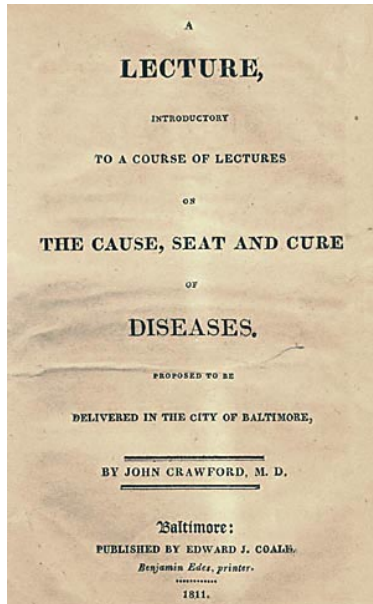 A
LECTURE,
INTRODUCTORY
TO A COURSE OF LECTURES
ON
THE CAUSE, SEAT AND CURE
OF
DISEASES.
PROPOSED TO BE
DELIVERED IN THE CITY OF BALTIMORE,
BY JOHN CRAWFORD, M. D.
Baltimore:
PUBLISHED BY EDWARD J. COALE.
Benjamin Edes, printer.
1811.